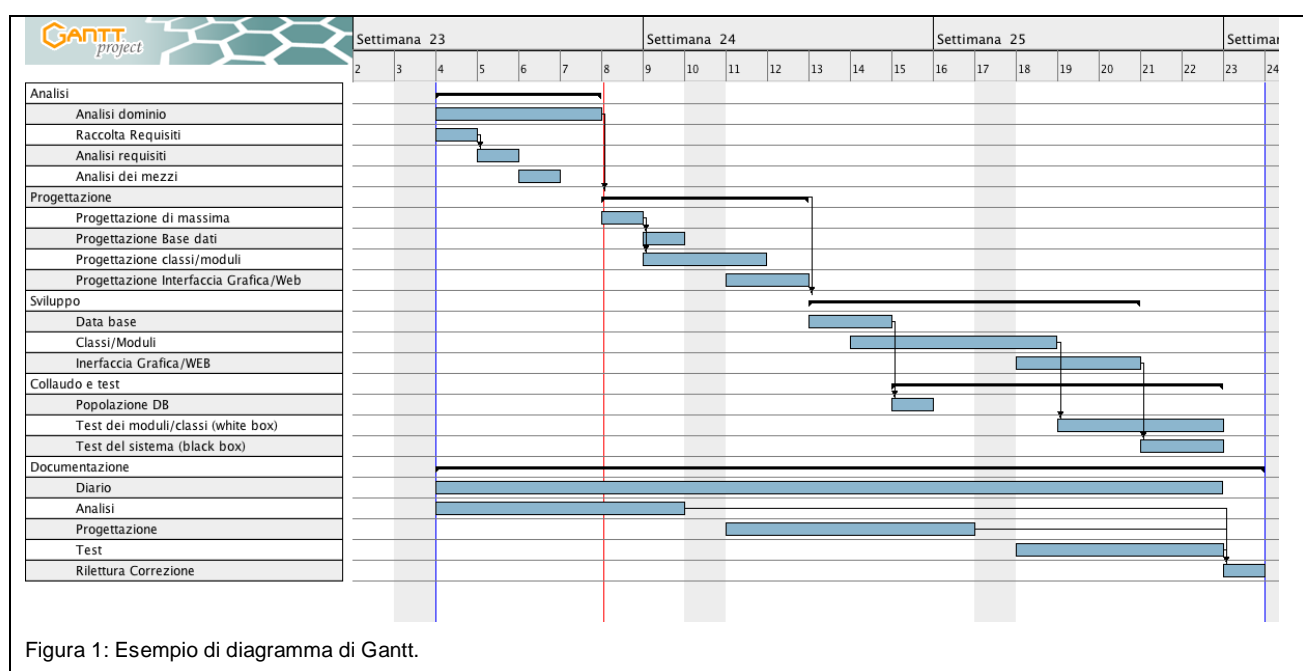 GANTT
project
Settimana 23 Settimana 24 Settimana 25 Settimar
2 3 4 5 6 7 8 9 10 11 12 13 14 15 16 17 18 19 20 21 22 23 24
Analisi
Analisi dominio
Raccolta Requisiti
Analisi requisiti
Analisi dei mezzi
Progettazione
Progettazione di massima
Progettazione Base dati
Progettazione classi/moduli
Progettazione Interfaccia Grafica/Web
Sviluppo
Data base
Classi/Moduli
Inerfaccia Grafica/WEB
Collaudo e test
Popolazione DB
Test dei moduli/classi (white box)
Test del sistema (black box)
Documentazione
Diario
Analisi
Progettazione
Test
Rilettura Correzione
Figura 1: Esempio di diagramma di Gantt.